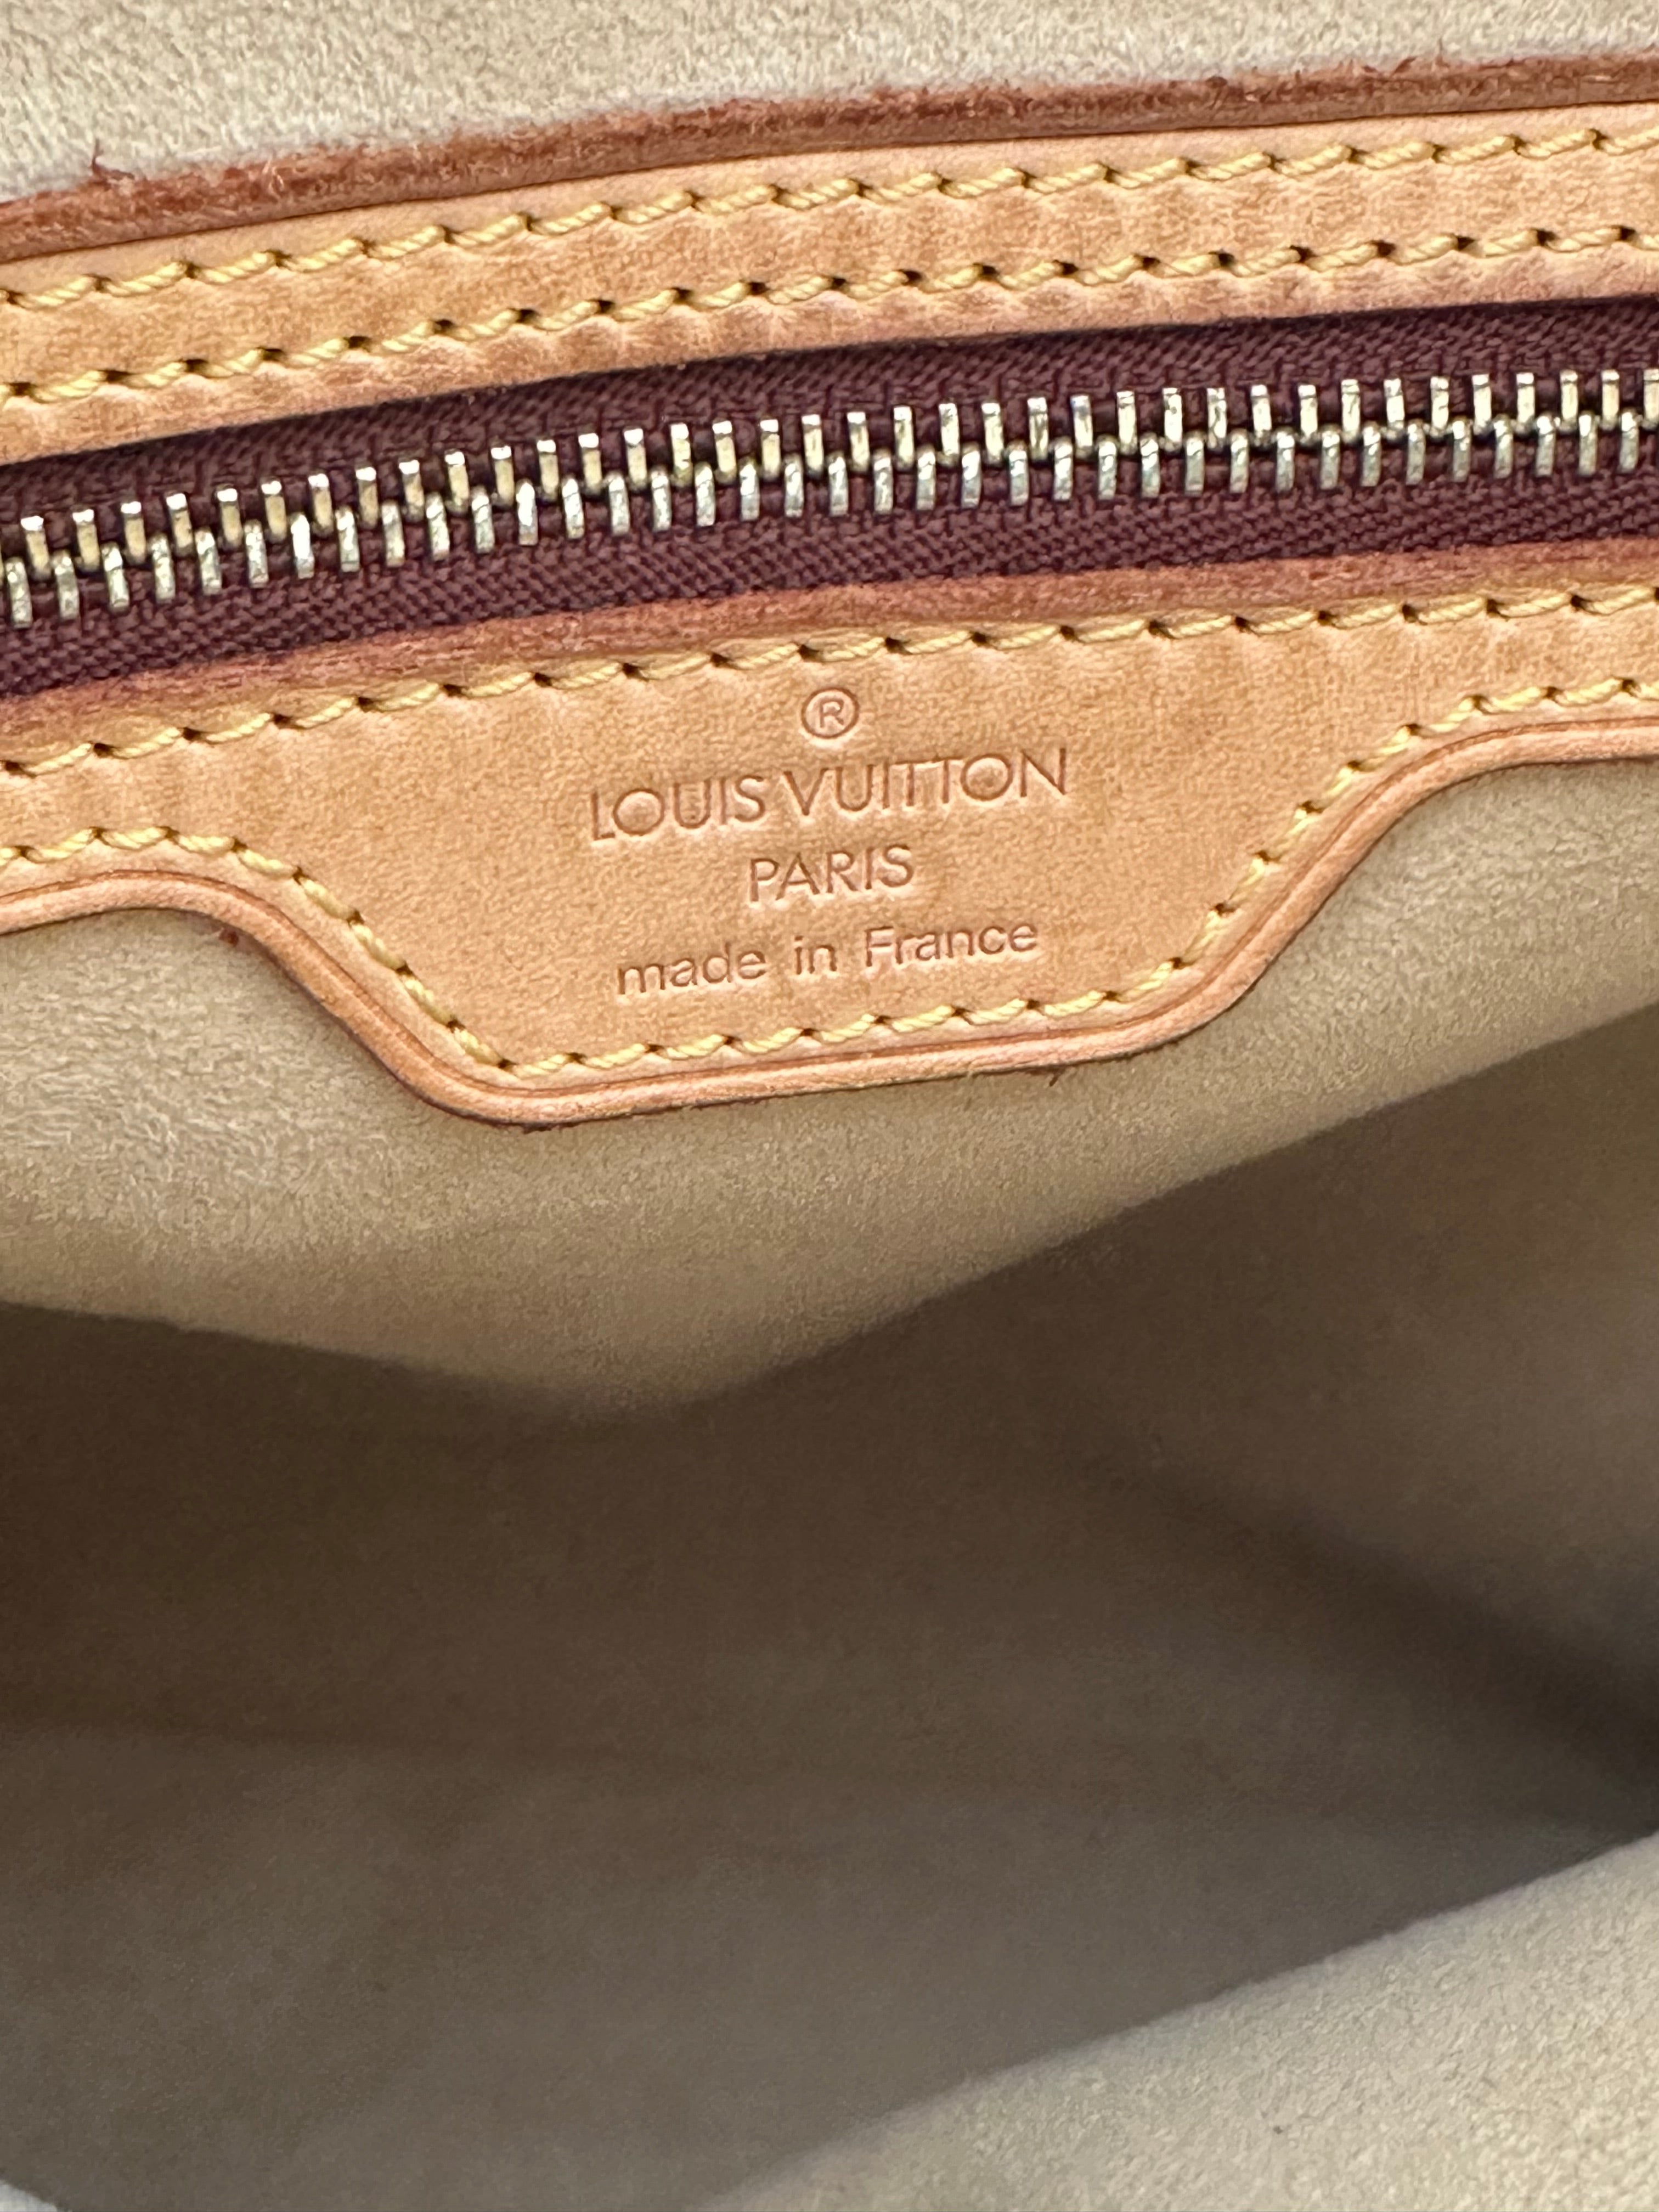 ®
LOUIS VUITTON
PARIS
made in France